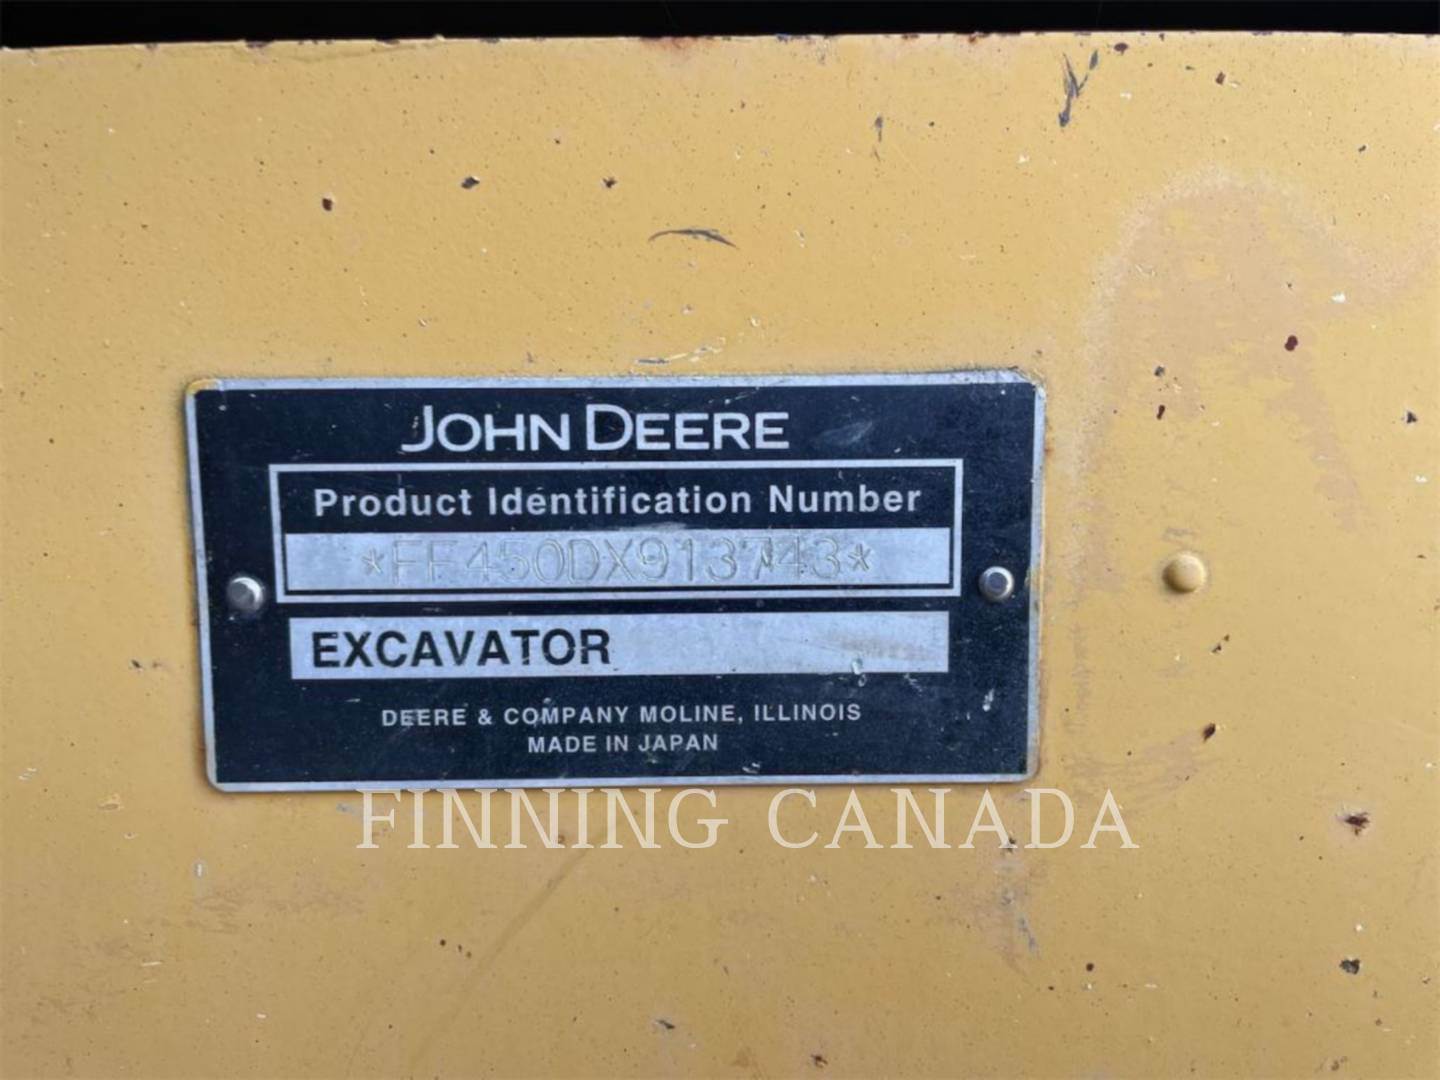 JOHN DEERE
Product Identification Number
*FF450DX913743*
EXCAVATOR
DEERE & COMPANY MOLINE, ILLINOIS
MADE IN JAPAN
FINNING CANADA